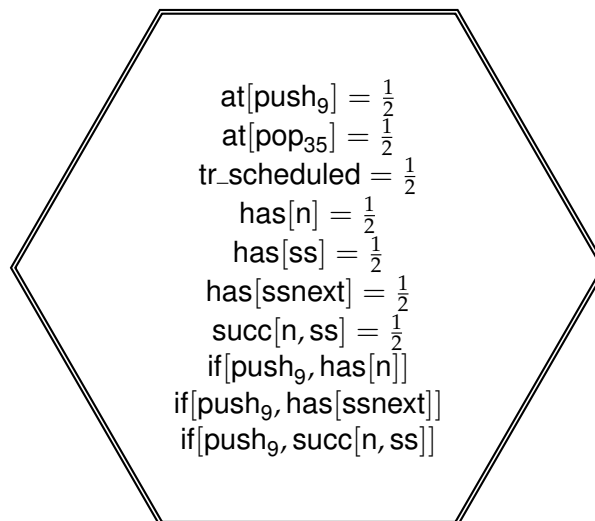 at[push₉] = 1/2
at[pop₃₅] = 1/2
tr_scheduled = 1/2
has[n] = 1/2
has[ss] = 1/2
has[ssnext] = 1/2
succ[n, ss] = 1/2
if[push₉, has[n]]
if[push₉, has[ssnext]]
if[push₉, succ[n, ss]]